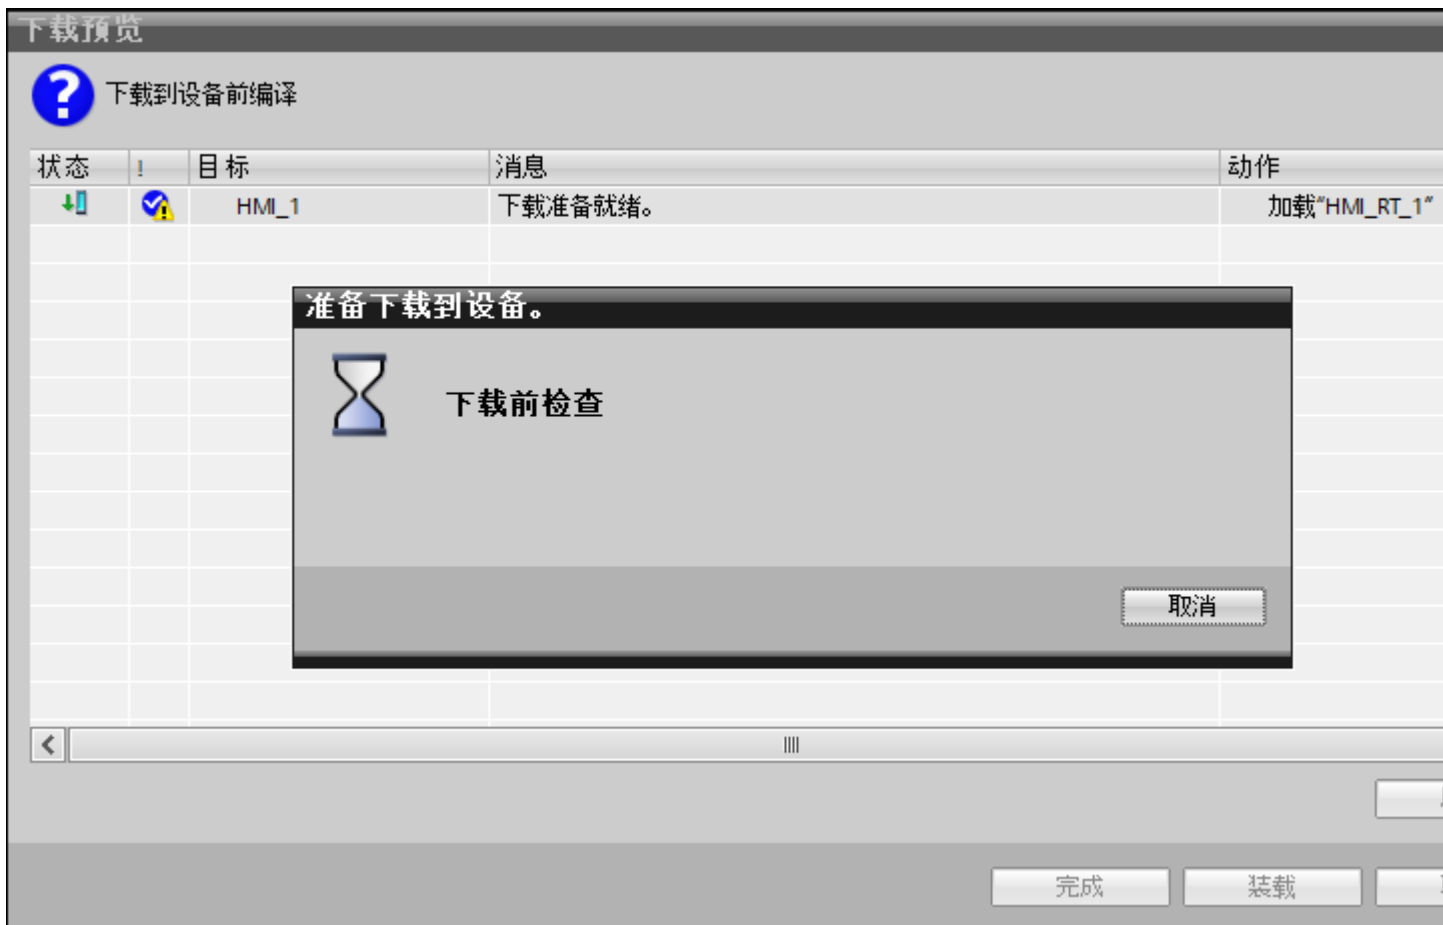 下载预览
下载到设备前编译
状态 ! 目标 消息 动作
HMI_1 下载准备就绪。 加载"HMI_RT_1"
准备下载到设备。
下载前检查
取消
完成 装载